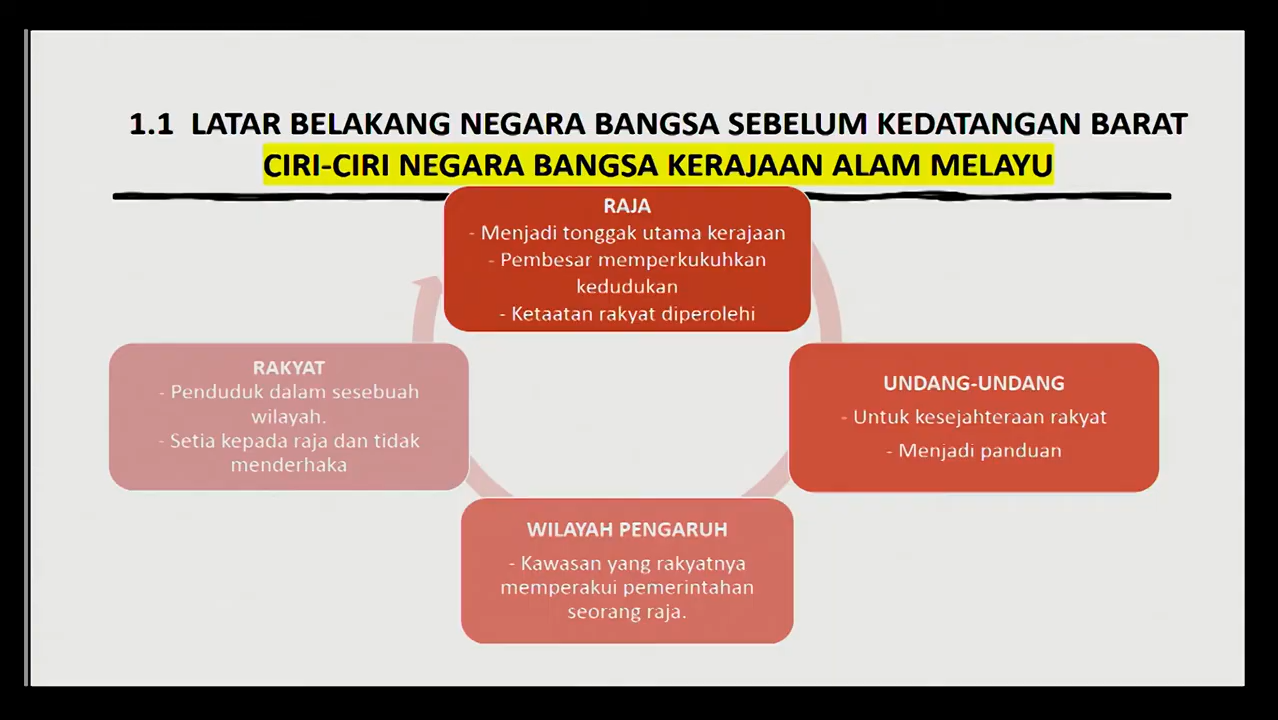 1.1 LATAR BELAKANG NEGARA BANGSA SEBELUM KEDATANGAN BARAT
CIRI-CIRI NEGARA BANGSA KERAJAAN ALAM MELAYU
RAJA
- Menjadi tonggak utama kerajaan
- Pembesar memperkukuhkan
kedudukan
- Ketaatan rakyat diperolehi
RAKYAT
- Penduduk dalam sesebuah
wilayah.
- Setia kepada raja dan tidak
menderhaka
UNDANG-UNDANG
- Untuk kesejahteraan rakyat
- Menjadi panduan
WILAYAH PENGARUH
- Kawasan yang rakyatnya
memperakui pemerintahan
seorang raja.